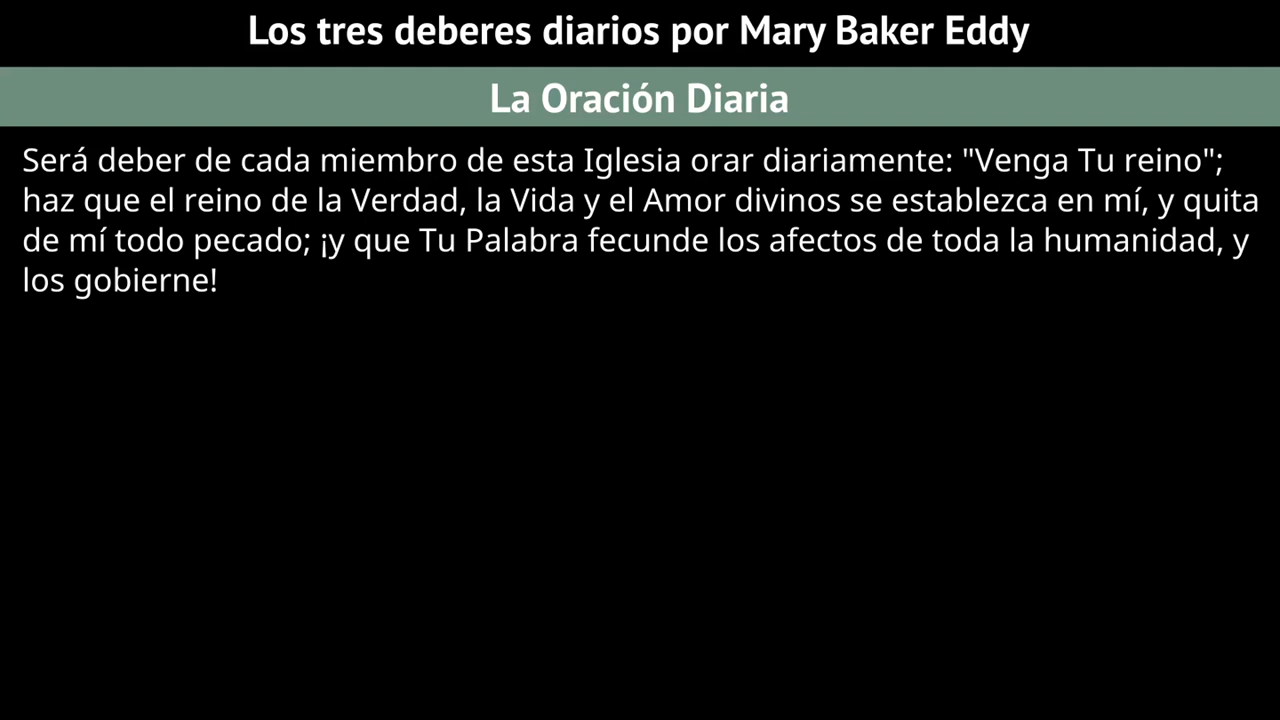 Los tres deberes diarios por Mary Baker Eddy
La Oración Diaria
Será deber de cada miembro de esta Iglesia orar diariamente: "Venga Tu reino";
haz que el reino de la Verdad, la Vida y el Amor divinos se establezca en mí, y quita
de mí todo pecado; ¡y que Tu Palabra fecunde los afectos de toda la humanidad, y
los gobierne!